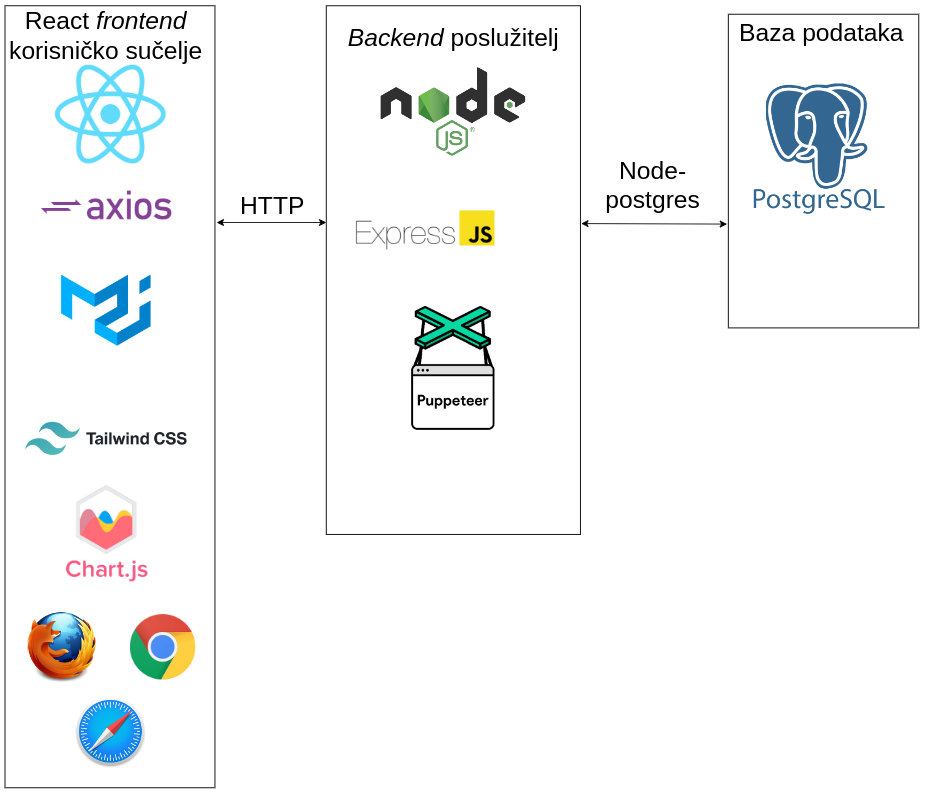 React frontend
korisničko sučelje
axios
Tailwind CSS
Chart.js
HTTP
Backend poslužitelj
node
JS
®
Express JS
Puppeteer
Node-
postgres
Baza podataka
PostgreSQL